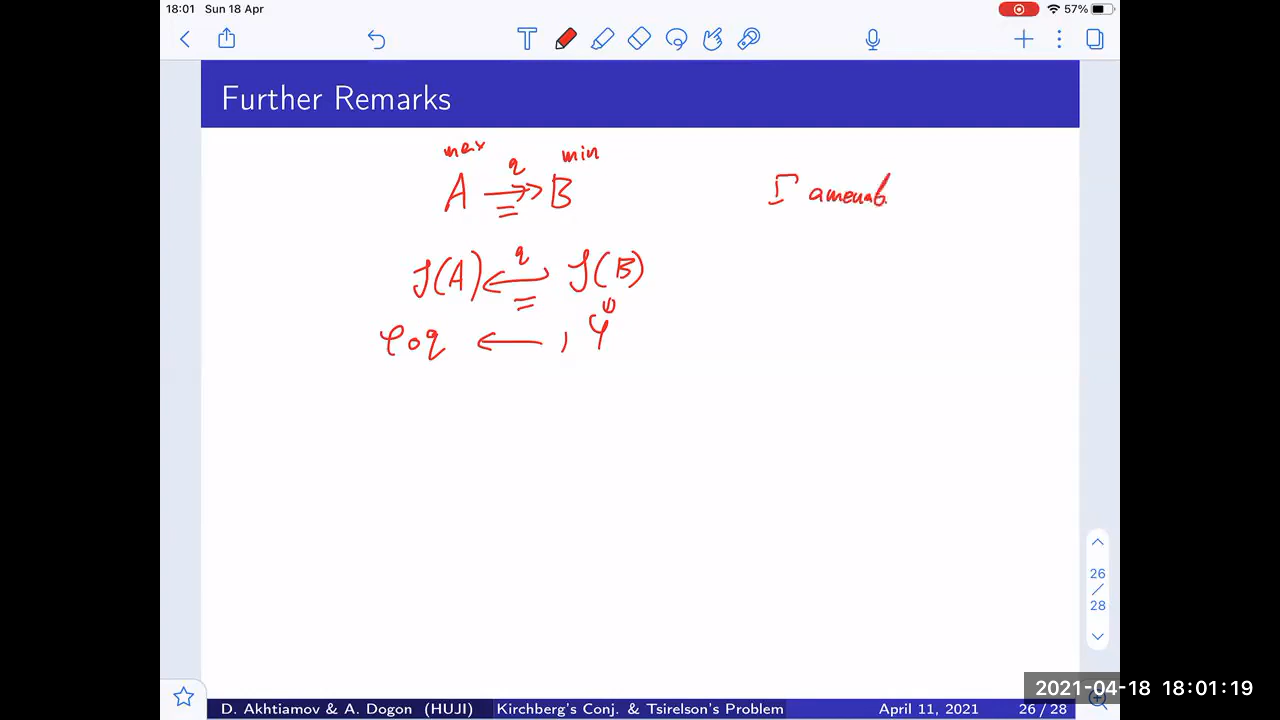 18:01 Sun 18 Apr
57%
Further Remarks
max q min
A ↠ B
=
Γ amenab.
S(A) ← S(B)
q
=
φ∘q ← φ
26
/
28
D. Akhtiamov & A. Dogon (HUJI) Kirchberg's Conj. & Tsirelson's Problem April 11, 2021 26 / 28
2021-04-18 18:01:19